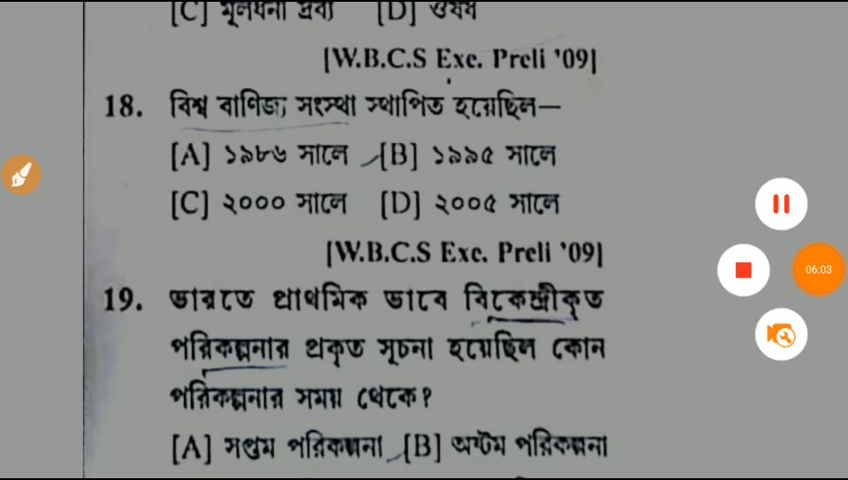 [C] মূলধনী দ্রব্য [D] ঔষধ
[W.B.C.S Exe. Preli '09]
18. বিশ্ব বাণিজ্য সংস্থা স্থাপিত হয়েছিল—
[A] ১৯৮৬ সালে [B] ১৯৯৫ সালে
[C] ২০০০ সালে [D] ২০০৫ সালে
[W.B.C.S Exe. Preli '09]
19. ভারতে প্রাথমিক ভাবে বিকেন্দ্রীকৃত
পরিকল্পনার প্রকৃত সূচনা হয়েছিল কোন
পরিকল্পনার সময় থেকে?
[A] সপ্তম পরিকল্পনা [B] অষ্টম পরিকল্পনা
06:03